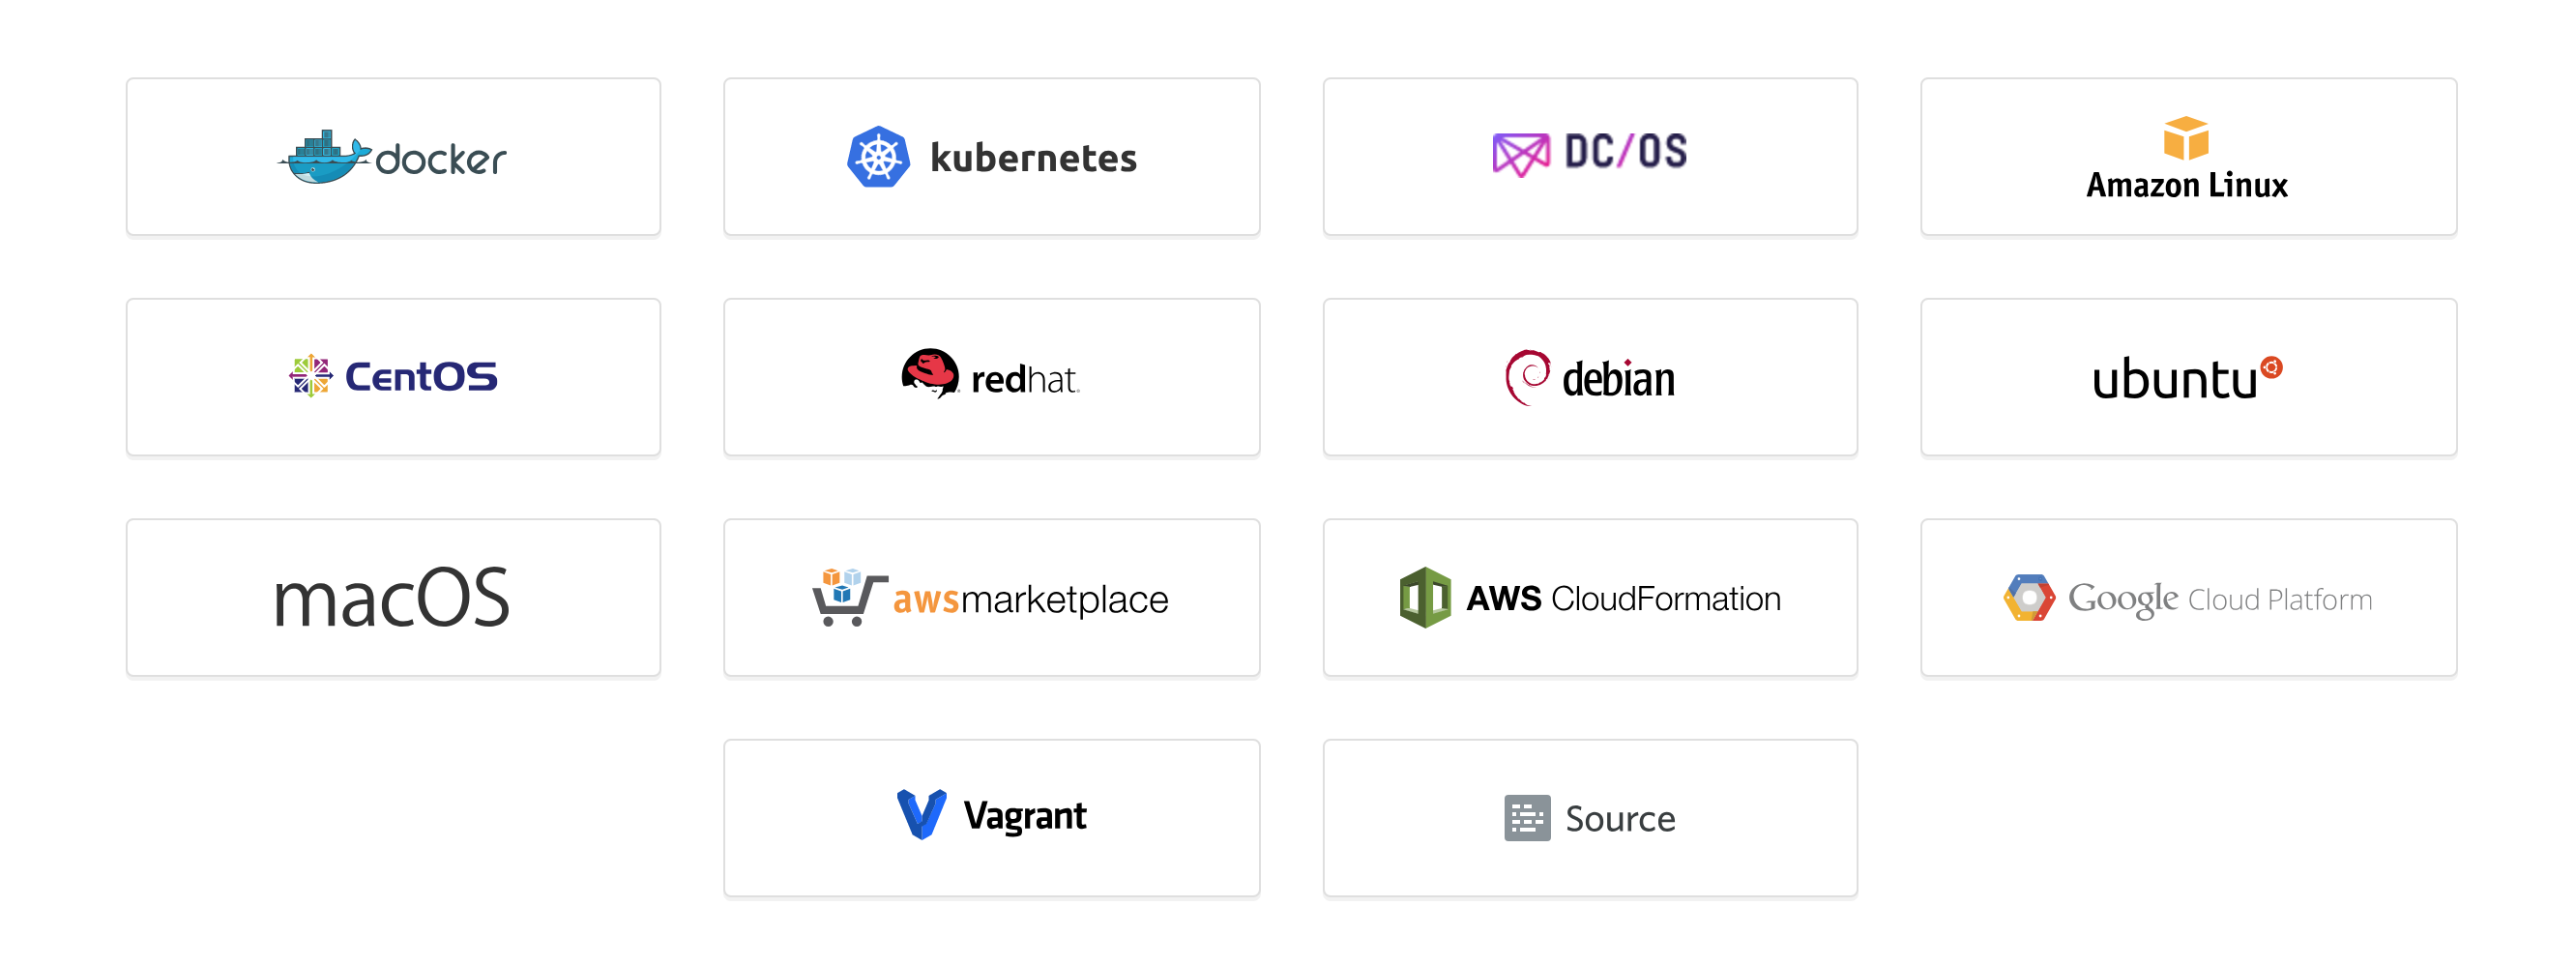 docker
kubernetes
DC/OS
Amazon Linux
CentOS
redhat.
debian
ubuntu
macOS
awsmarketplace
AWS CloudFormation
Google Cloud Platform
Vagrant
Source